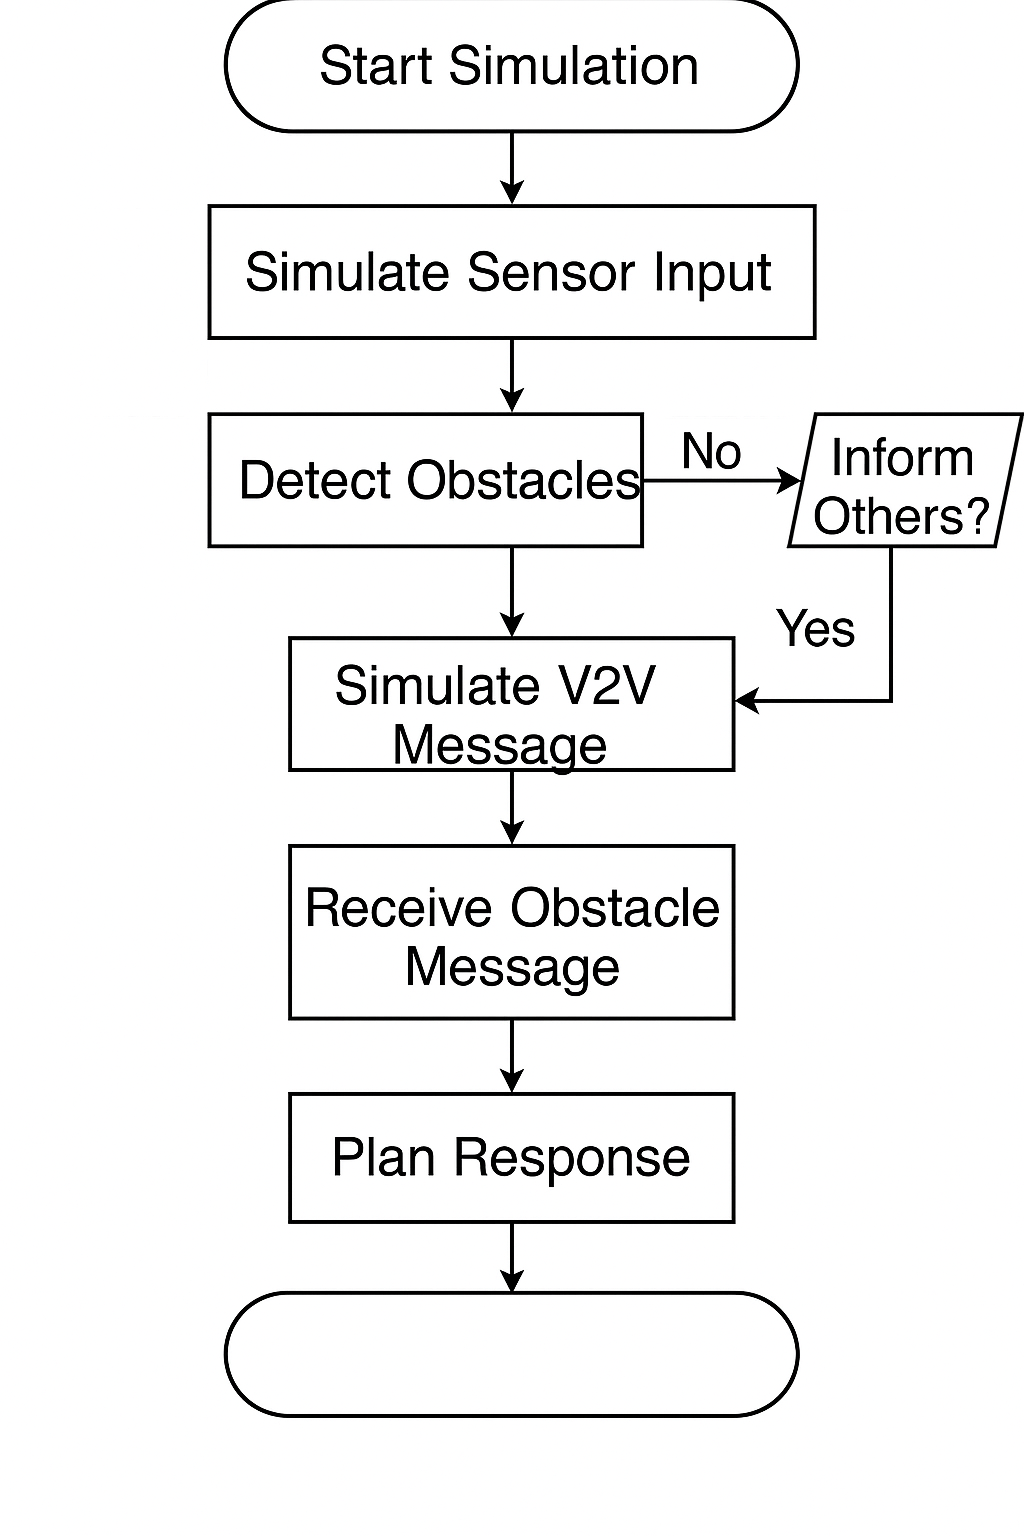 Start Simulation
Simulate Sensor Input
Detect Obstacles
No
Inform
Others?
Yes
Simulate V2V
Message
Receive Obstacle
Message
Plan Response